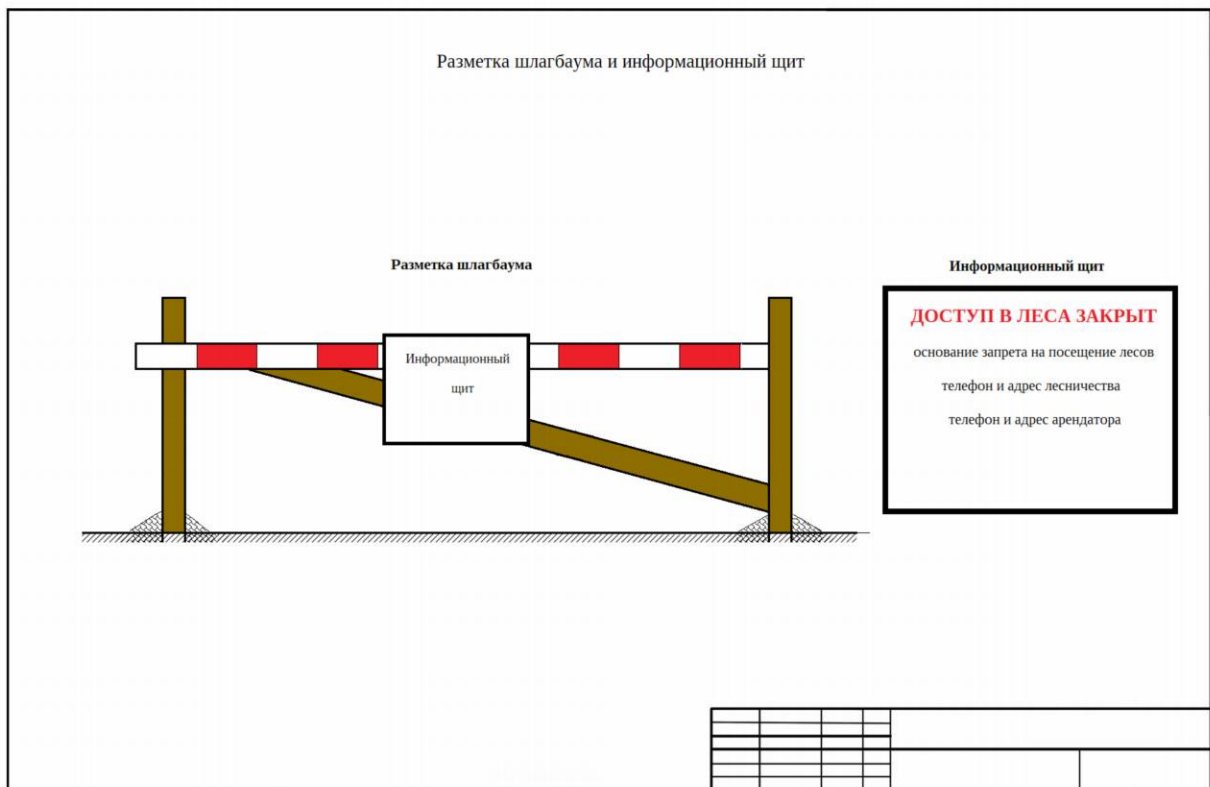 Разметка шлагбаума и информационный щит
Разметка шлагбаума
Информационный
щит
Информационный щит
ДОСТУП В ЛЕСА ЗАКРЫТ
основание запрета на посещение лесов
телефон и адрес лесничества
телефон и адрес арендатора